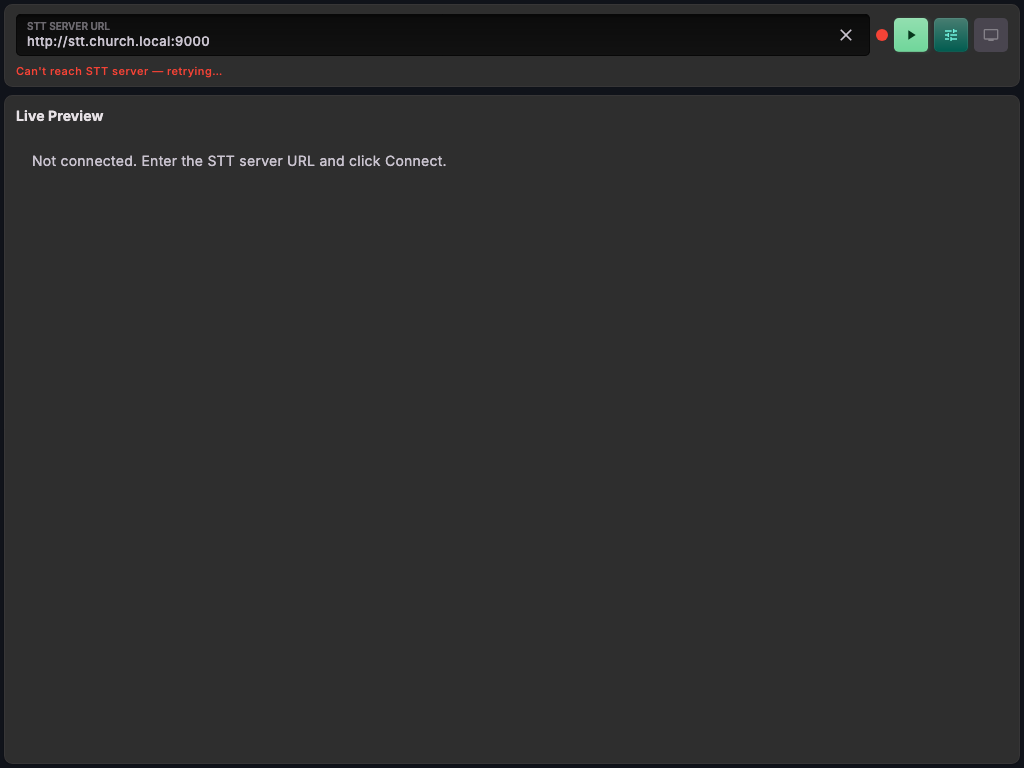 STT SERVER URL
http://stt.church.local:9000
Can't reach STT server — retrying...
Live Preview
Not connected. Enter the STT server URL and click Connect.